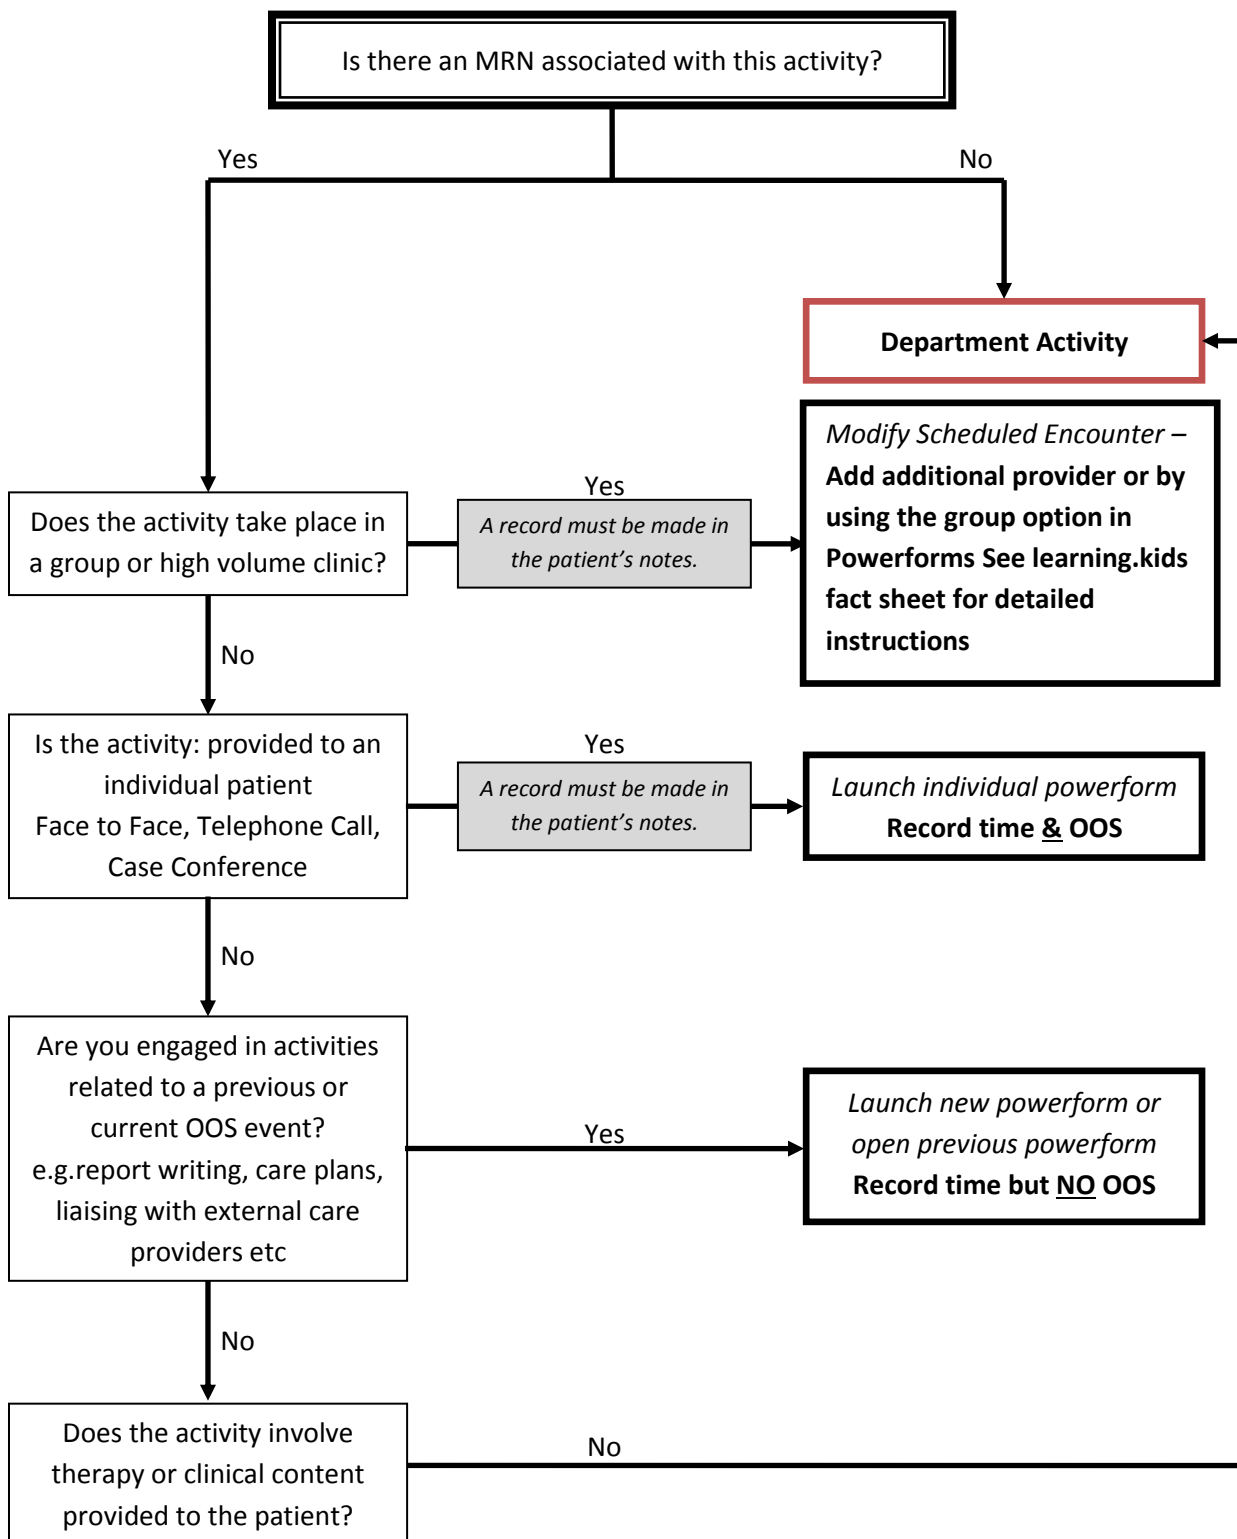 Is there an MRN associated with this activity?
Yes
No
Department Activity
Does the activity take place in
a group or high volume clinic?
Yes
A record must be made in
the patient’s notes.
Modify Scheduled Encounter –
Add additional provider or by
using the group option in
Powerforms See learning.kids
fact sheet for detailed
instructions
No
Is the activity: provided to an
individual patient
Face to Face, Telephone Call,
Case Conference
Yes
A record must be made in
the patient’s notes.
Launch individual powerform
Record time & OOS
No
Are you engaged in activities
related to a previous or
current OOS event?
e.g.report writing, care plans,
liaising with external care
providers etc
Yes
Launch new powerform or
open previous powerform
Record time but NO OOS
No
Does the activity involve
therapy or clinical content
provided to the patient?
No